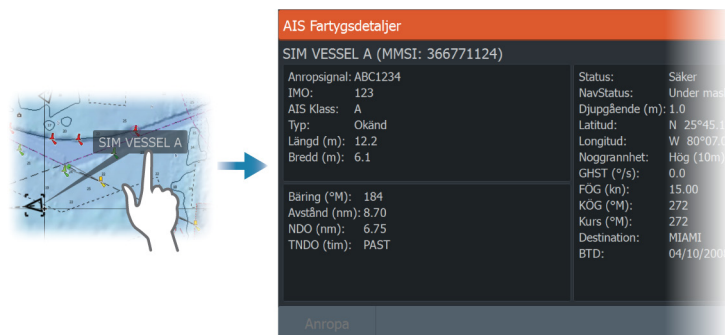 SIM VESSEL A
AIS Fartygsdetaljer
SIM VESSEL A (MMSI: 366771124)
Anropsignal: ABC1234
IMO: 123
AIS Klass: A
Typ: Okänd
Längd (m): 12.2
Bredd (m): 6.1
Bäring (°M): 184
Avstånd (nm): 8.70
NDO (nm): 6.75
TNDO (tim): PAST
Status: Säker
NavStatus: Under mas
Djupgående (m): 1.0
Latitud: N 25°45.1
Longitud: W 80°07.0
Noggrannhet: Hög (10m)
GHST (°/s): 0.0
FÖG (kn): 15.00
KÖG (°M): 272
Kurs (°M): 272
Destination: MIAMI
BTD: 04/10/200
Anropa